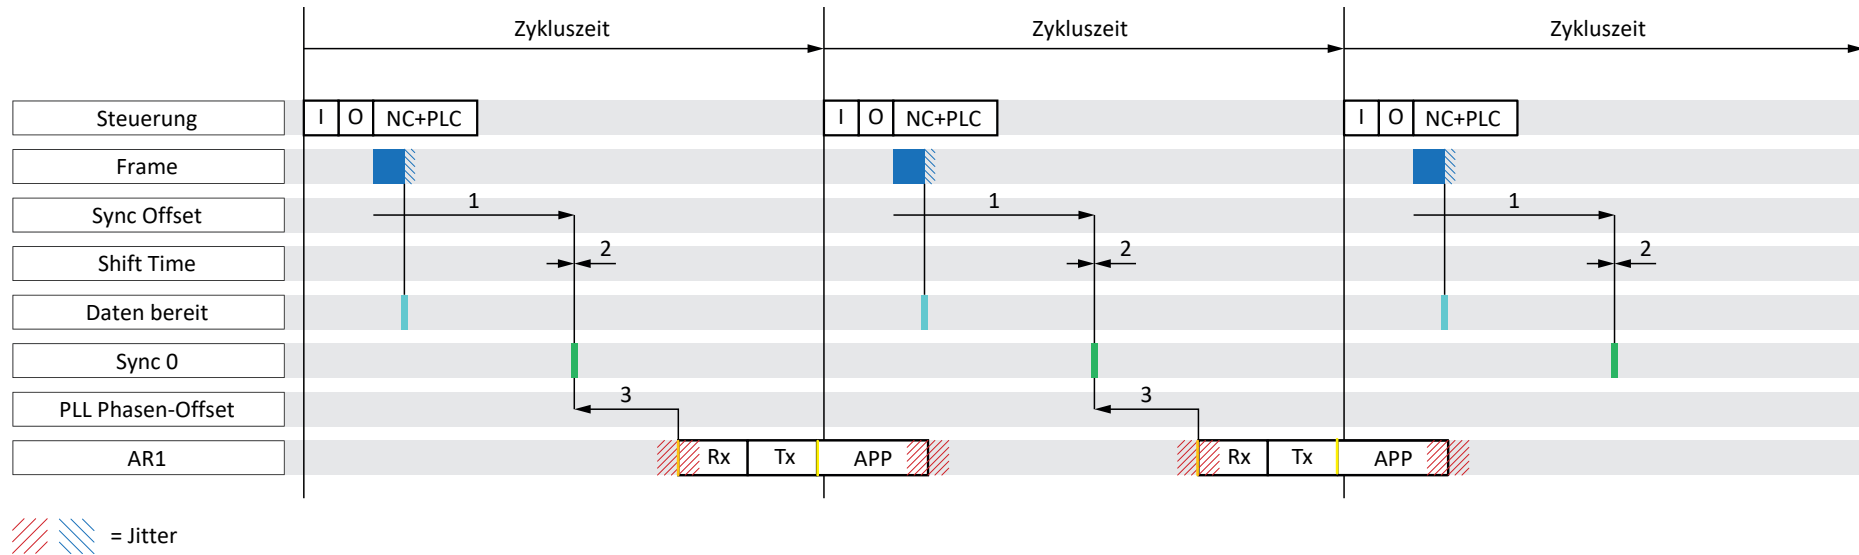 Zykluszeit Zykluszeit Zykluszeit
Steuerung I O NC+PLC I O NC+PLC I O NC+PLC
Frame
Sync Offset 1 1 1
Shift Time 2 2 2
Daten bereit
Sync 0
PLL Phasen-Offset 3 3
AR1 Rx Tx APP Rx Tx APP
= Jitter